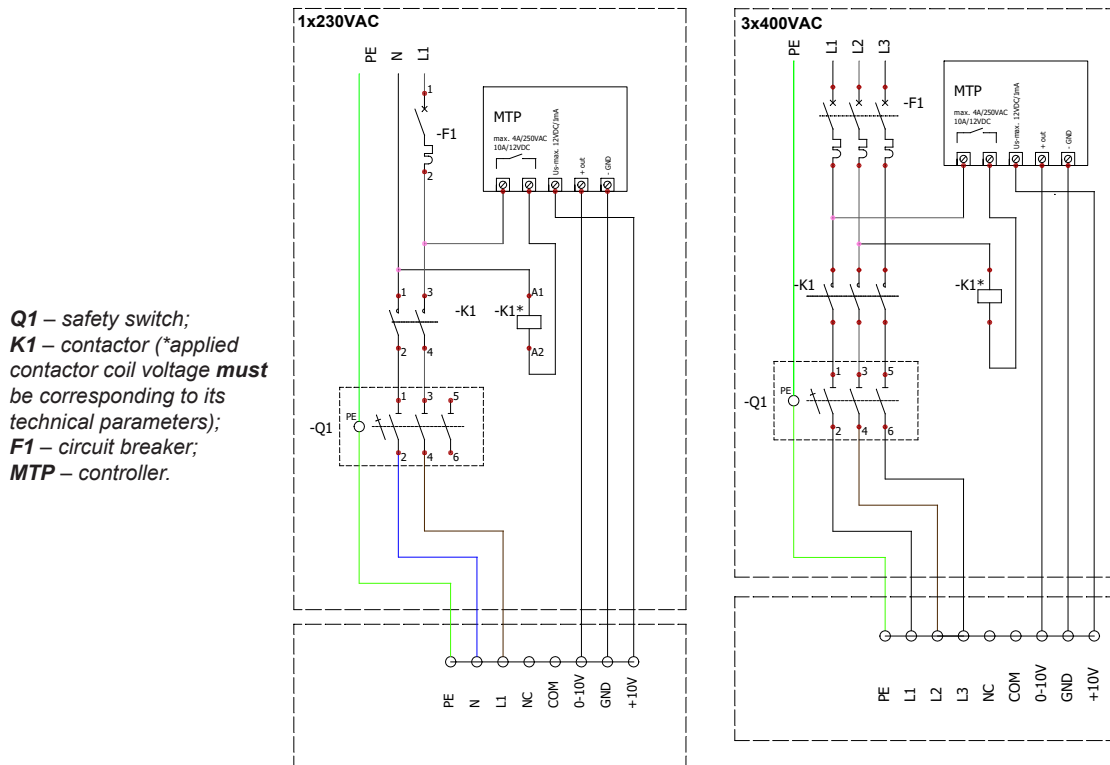 Q1 – safety switch;
K1 – contactor (*applied
contactor coil voltage must
be corresponding to its
technical parameters);
F1 – circuit breaker;
MTP – controller.
1x230VAC
PE
N
L1
1
-F1
2
MTP
max. 4A/250VAC
10A/12VDC
Us-max. 12VDC/1mA
+ out
- GND
1
3
-K1
2
4
A1
-K1*
A2
-Q1
PE
1
3
5
2
4
6
PE
N
L1
NC
COM
0-10V
GND
+10V
3x400VAC
PE
L1
L2
L3
-F1
MTP
max. 4A/250VAC
10A/12VDC
Us-max. 12VDC/1mA
+ out
- GND
-K1
-K1*
-Q1
PE
1
3
5
2
4
6
PE
L1
L2
L3
NC
COM
0-10V
GND
+10V